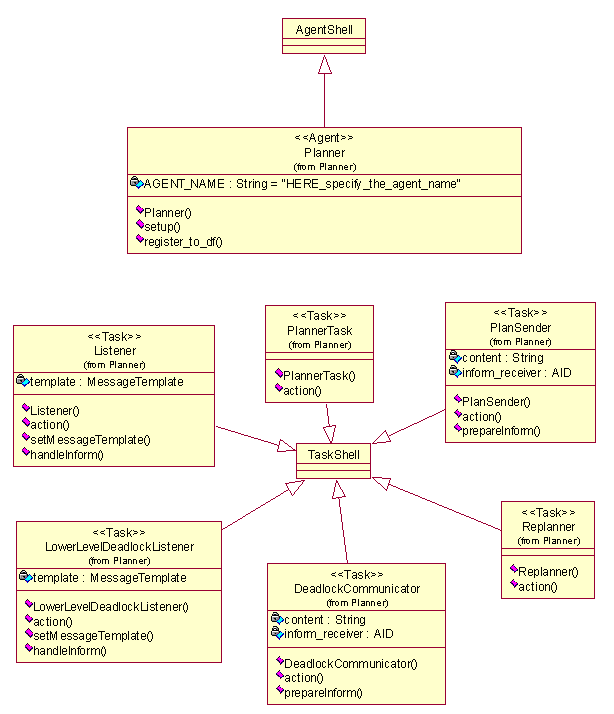 AgentShell
<<Agent>>
Planner
(from Planner)
AGENT_NAME : String = "HERE_specify_the_agent_name"
Planner()
setup()
register_to_df()
<<Task>>
Listener
(from Planner)
template : MessageTemplate
Listener()
action()
setMessageTemplate()
handleInform()
<<Task>>
PlannerTask
(from Planner)
PlannerTask()
action()
<<Task>>
PlanSender
(from Planner)
content : String
inform_receiver : AID
PlanSender()
action()
prepareInform()
TaskShell
<<Task>>
LowerLevelDeadlockListener
(from Planner)
template : MessageTemplate
LowerLevelDeadlockListener()
action()
setMessageTemplate()
handleInform()
<<Task>>
DeadlockCommunicator
(from Planner)
content : String
inform_receiver : AID
DeadlockCommunicator()
action()
prepareInform()
<<Task>>
Replanner
(from Planner)
Replanner()
action()